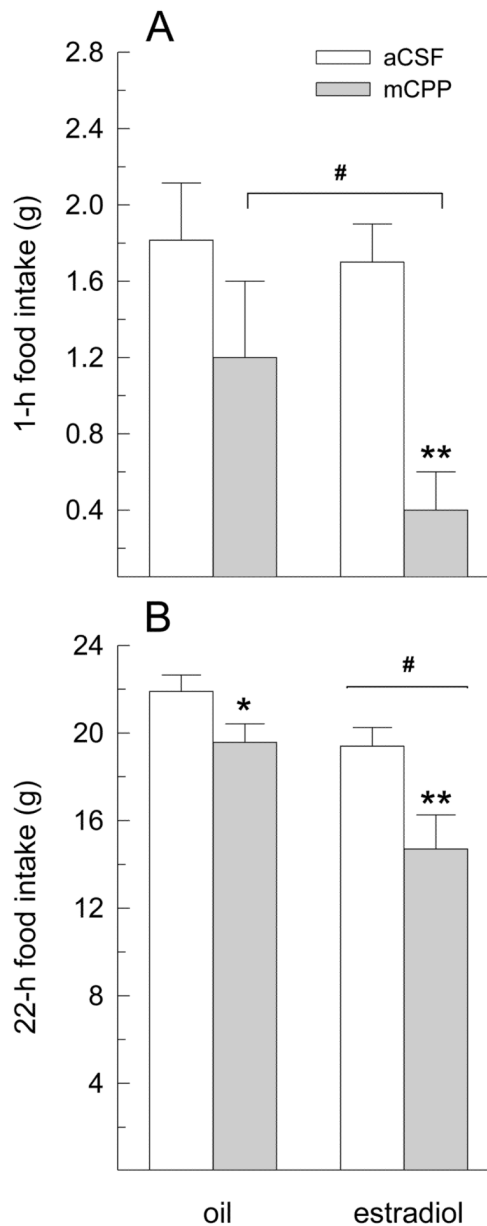 A
aCSF
mCPP
2.8
2.4
2.0
1.6
1.2
0.8
0.4
1-h food intake (g)
#
**
B
24
20
16
12
8
4
22-h food intake (g)
*
#
**
oil
estradiol